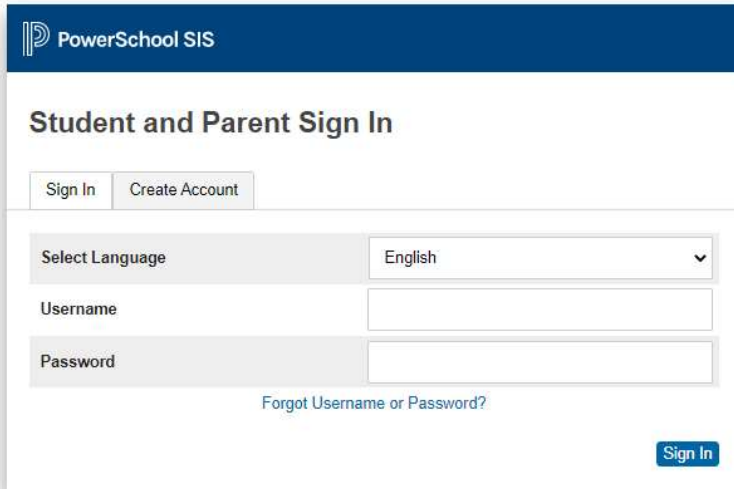 PowerSchool SIS
Student and Parent Sign In
Sign In Create Account
Select Language English
Username
Password
Forgot Username or Password?
Sign In